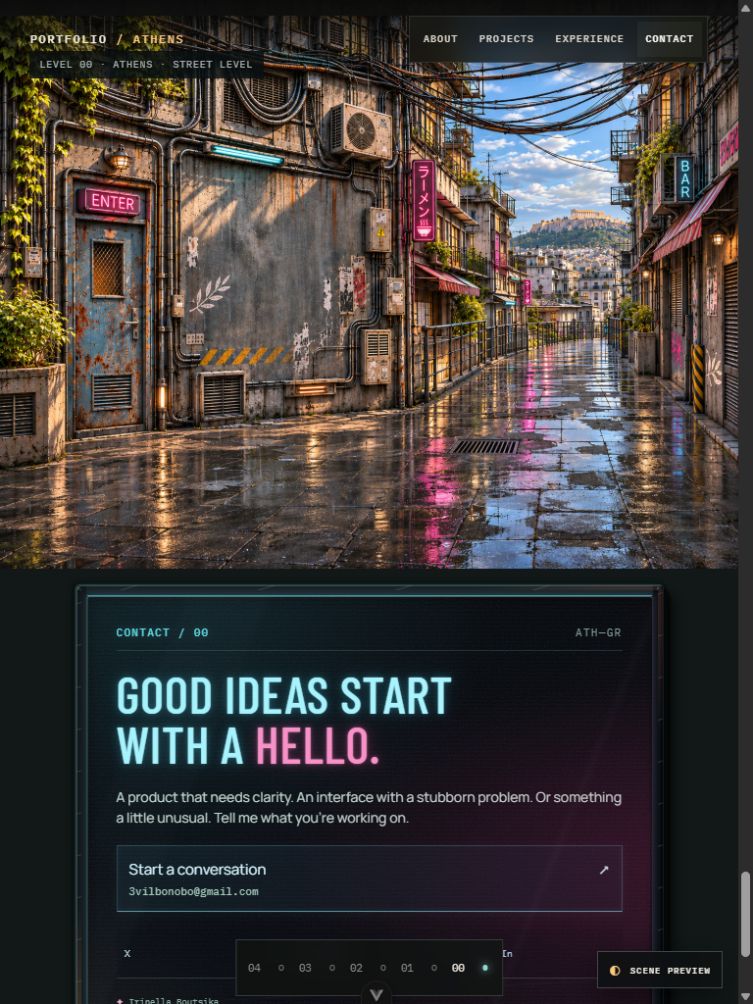 PORTFOLIO / ATHENS
ABOUT PROJECTS EXPERIENCE CONTACT
LEVEL 00 · ATHENS · STREET LEVEL
ENTER
ラーメン
BAR
CONTACT / 00
ATH—GR
GOOD IDEAS START
WITH A HELLO.
A product that needs clarity. An interface with a stubborn problem. Or something
a little unusual. Tell me what you're working on.
Start a conversation ↗
3vilbonobo@gmail.com
X
In
04 03 02 01 00
SCENE PREVIEW
Triнella Boutsika